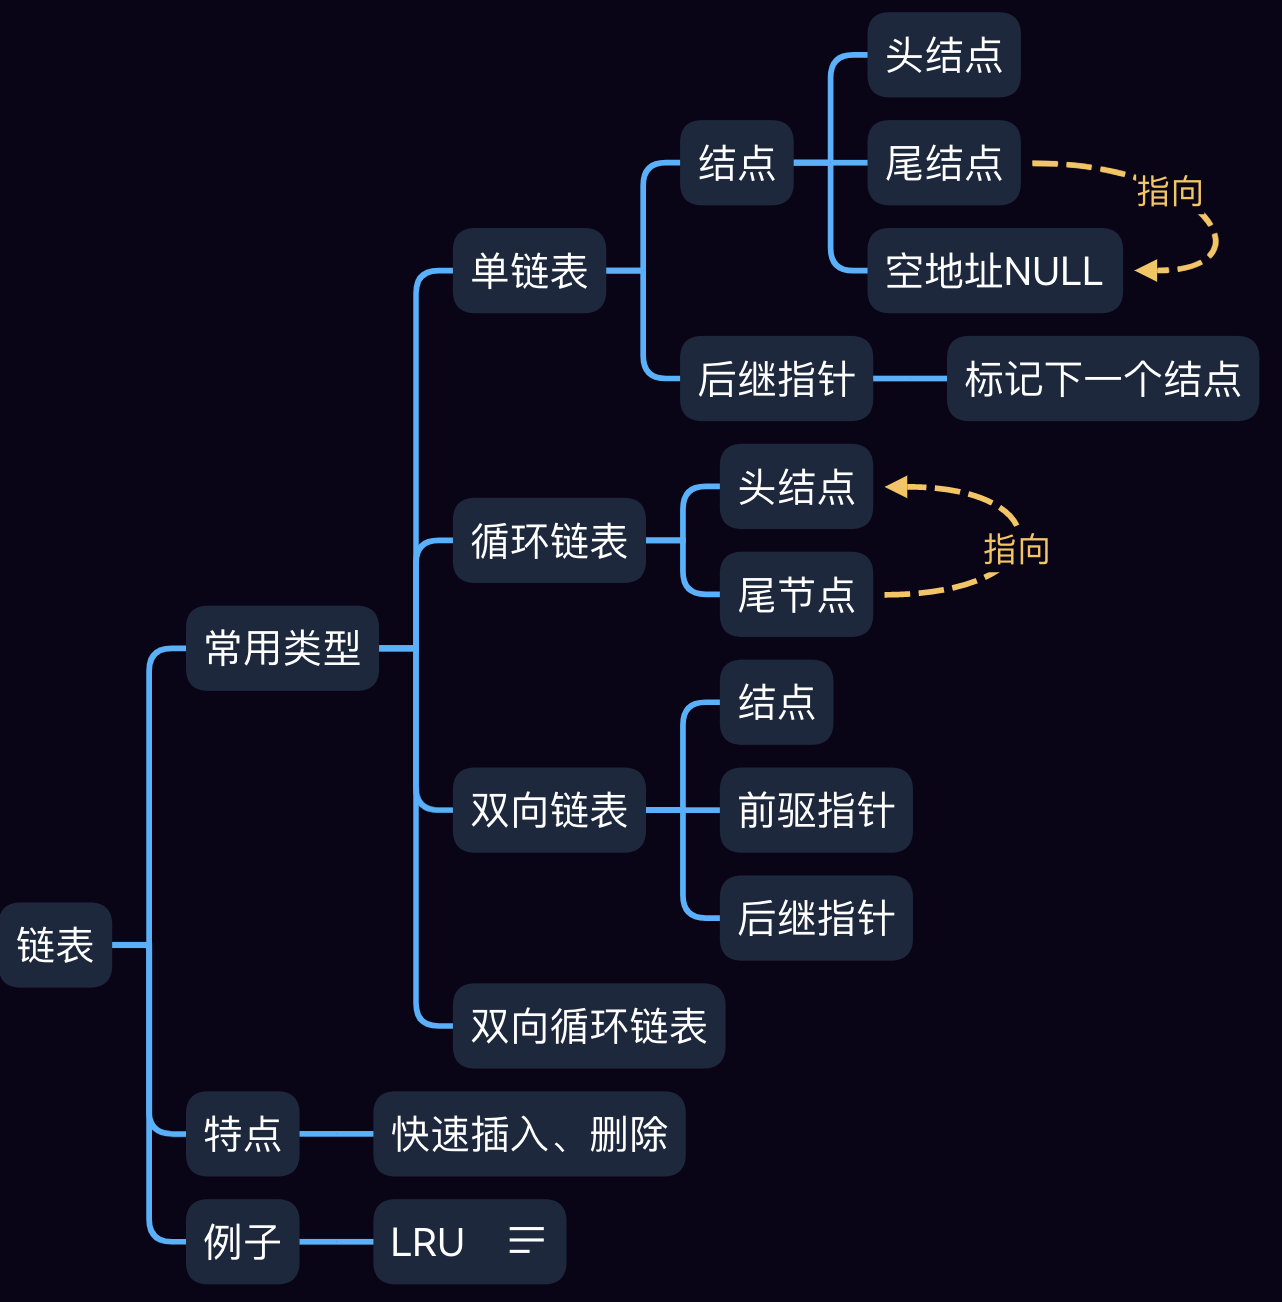 头结点
结点
尾结点
指向
单链表
空地址NULL
后继指针
标记下一个结点
头结点
循环链表
指向
尾节点
常用类型
结点
双向链表
前驱指针
后继指针
链表
双向循环链表
特点
快速插入、删除
例子
LRU